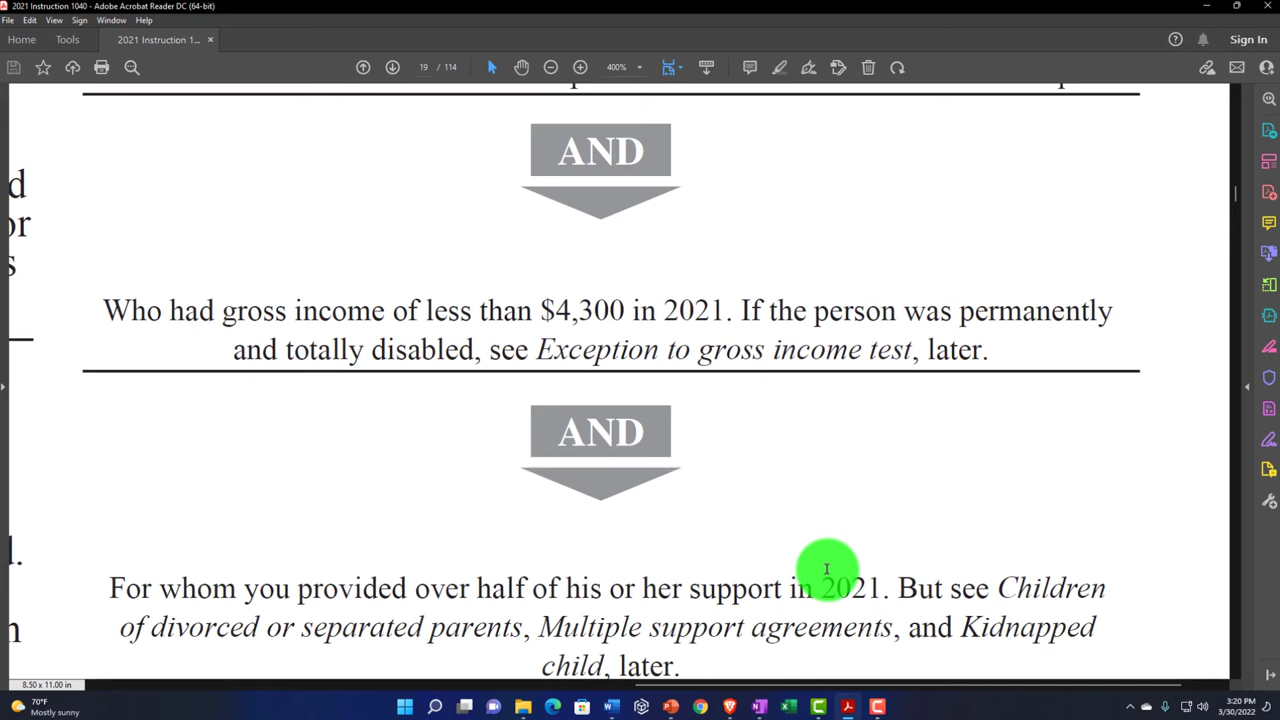 2021 Instruction 1040 - Adobe Acrobat Reader DC (64-bit)
File Edit View Sign Window Help
Home Tools 2021 Instruction 1... × Sign In
19 / 114 400%
AND
d
or
s
Who had gross income of less than $4,300 in 2021. If the person was permanently
and totally disabled, see Exception to gross income test, later.
AND
d.
For whom you provided over half of his or her support in 2021. But see Children
of divorced or separated parents, Multiple support agreements, and Kidnapped
child, later.
8.50 x 11.00 in
70°F
Mostly sunny
3:20 PM
3/30/2022